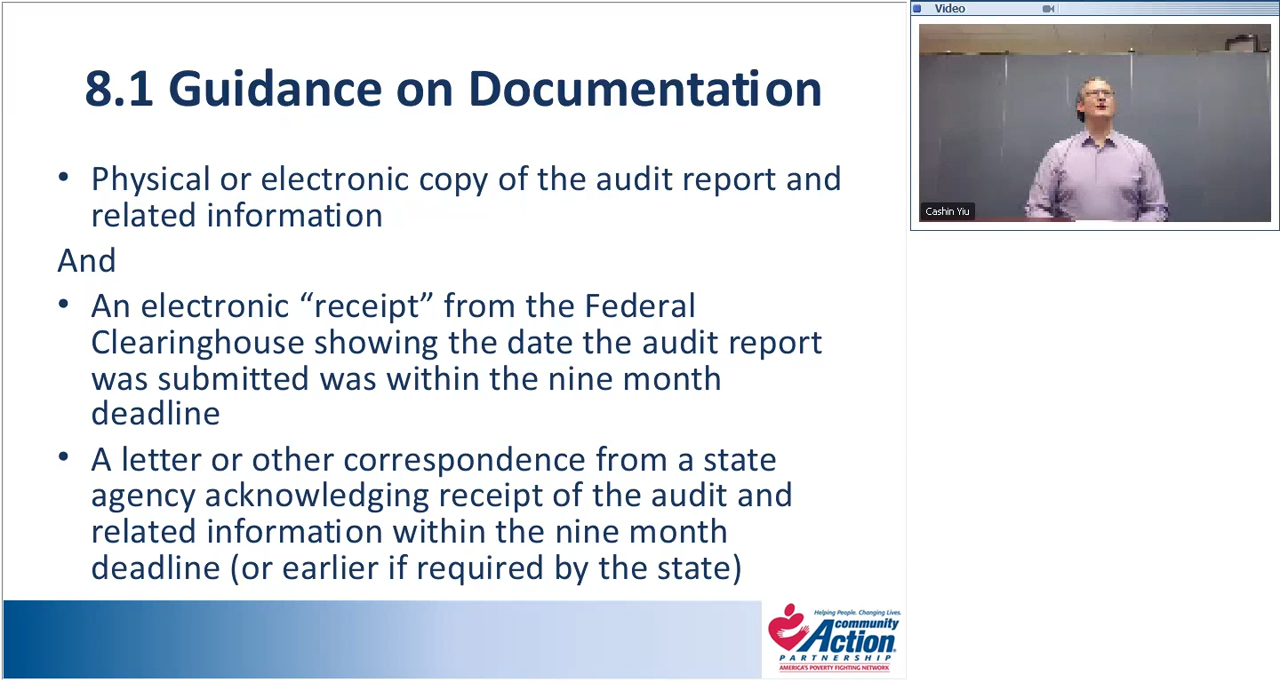 8.1 Guidance on Documentation
• Physical or electronic copy of the audit report and
related information
And
• An electronic “receipt” from the Federal
Clearinghouse showing the date the audit report
was submitted was within the nine month
deadline
• A letter or other correspondence from a state
agency acknowledging receipt of the audit and
related information within the nine month
deadline (or earlier if required by the state)
Helping People. Changing Lives.
community
Action
PARTNERSHIP
AMERICA'S POVERTY FIGHTING NETWORK
Video
Cashin Yiu